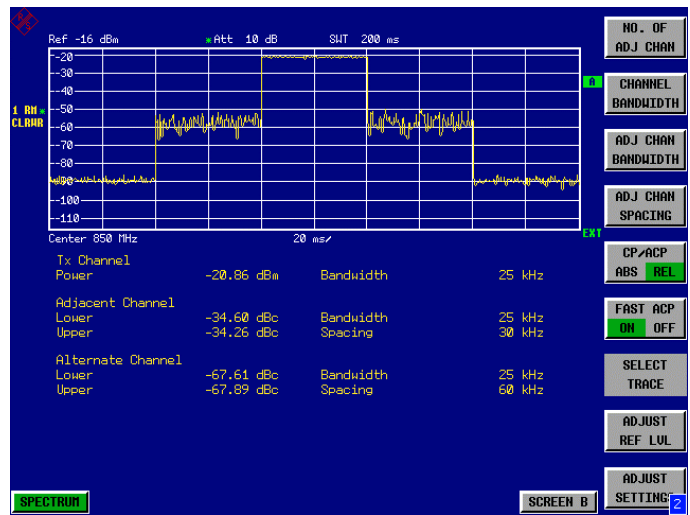 Ref -16 dBm *Att 10 dB SWT 200 ms
-20
-30
-40
-50
-60
-70
-80
-90
-100
-110
1 RM *
CLRWR
A
EXT
Center 850 MHz 20 ms/
Tx Channel
Power -20.86 dBm Bandwidth 25 kHz
Adjacent Channel
Lower -34.60 dBc Bandwidth 25 kHz
Upper -34.26 dBc Spacing 30 kHz
Alternate Channel
Lower -67.61 dBc Bandwidth 25 kHz
Upper -67.89 dBc Spacing 60 kHz
SPECTRUM
SCREEN B
NO. OF
ADJ CHAN
CHANNEL
BANDWIDTH
ADJ CHAN
BANDWIDTH
ADJ CHAN
SPACING
CP/ACP
ABS REL
FAST ACP
ON OFF
SELECT
TRACE
ADJUST
REF LVL
ADJUST
SETTINGS
2